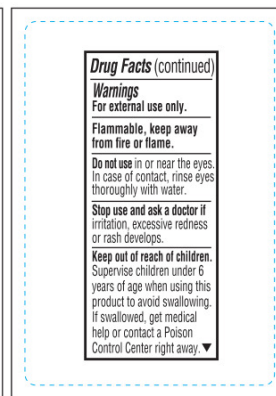 Drug Facts (continued)
Warnings
For external use only.
Flammable, keep away
from fire or flame.
Do not use in or near the eyes.
In case of contact, rinse eyes
thoroughly with water.
Stop use and ask a doctor if
irritation, excessive redness
or rash develops.
Keep out of reach of children.
Supervise children under 6
years of age when using this
product to avoid swallowing.
If swallowed, get medical
help or contact a Poison
Control Center right away.▼